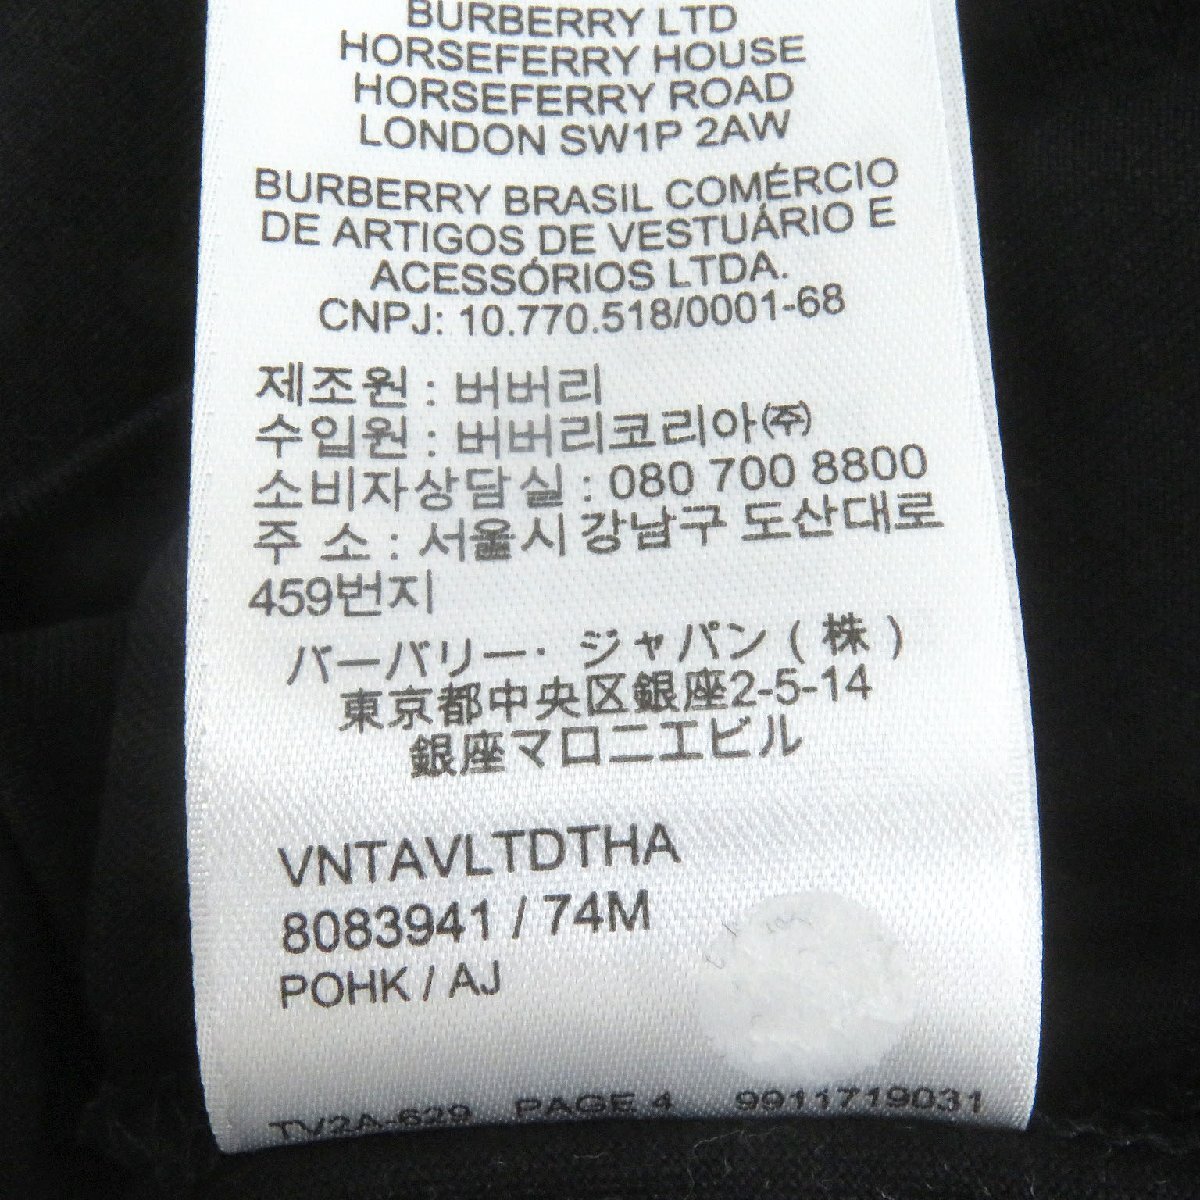 BURBERRY LTD
HORSEFERRY HOUSE
HORSEFERRY ROAD
LONDON SW1P 2AW
BURBERRY BRASIL COMÉRCIO
DE ARTIGOS DE VESTUÁRIO E
ACESSÓRIOS LTDA.
CNPJ: 10.770.518/0001-68
제조원 : 버버리
수입원 : 버버리코리아㈜
소비자상담실 : 080 700 8800
주 소 : 서울시 강남구 도산대로
459번지
バーバリー・ジャパン ( 株 )
東京都中央区銀座2-5-14
銀座マロニエビル
VNTAVLTDTHA
8083941 / 74M
POHK / AJ
TV2A-629 PAGE 4 9911719031